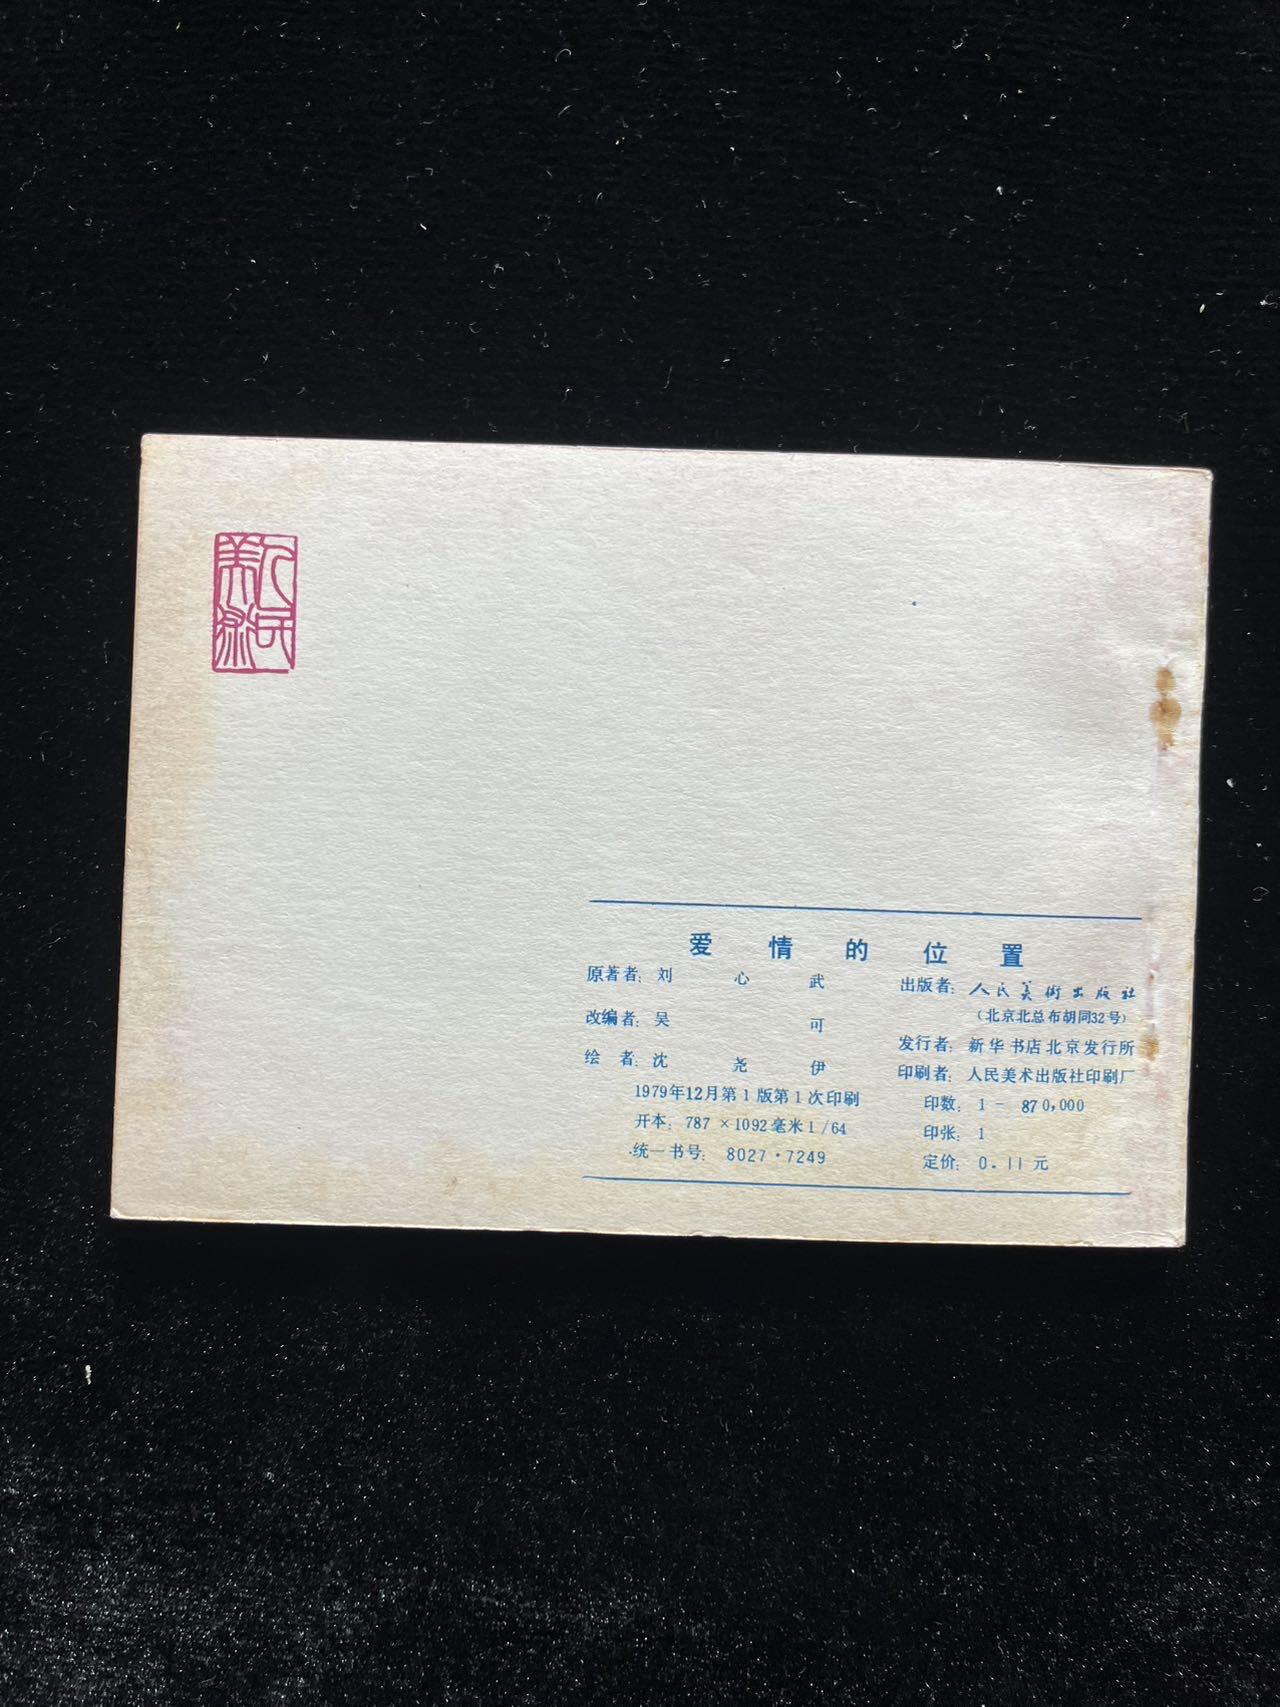 人民
美术
爱情的位置
原著者：刘心武
改编者：吴可
绘者：沈尧伊
1979年12月第1版第1次印刷
开本：787×1092毫米1/64
统一书号：8027·7249
出版者：人民美術出版社
（北京北总布胡同32号）
发行者：新华书店北京发行所
印刷者：人民美术出版社印刷厂
印数：1－870,000
印张：1
定价：0.11元